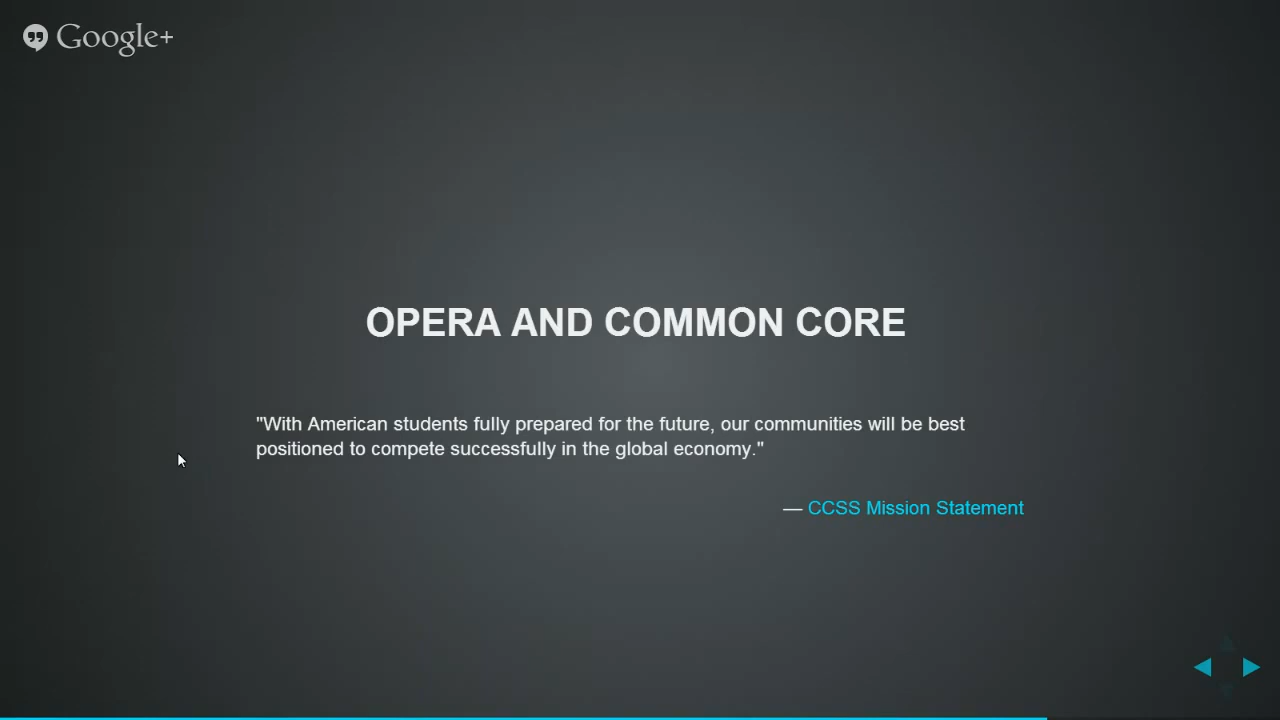 Google+
OPERA AND COMMON CORE
"With American students fully prepared for the future, our communities will be best
positioned to compete successfully in the global economy."
— CCSS Mission Statement